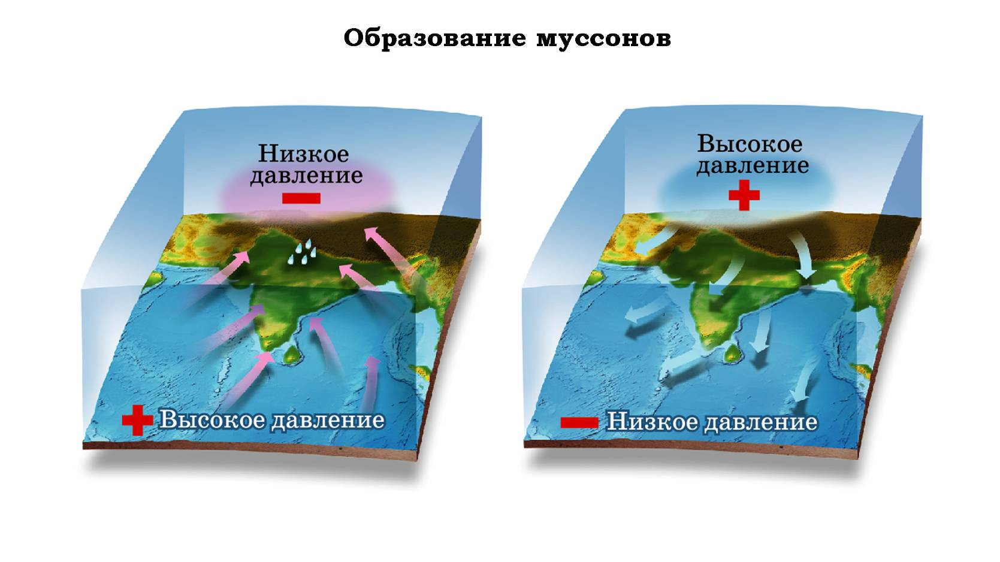 Образование муссонов
Низкое
давление
Высокое давление
Высокое
давление
Низкое давление